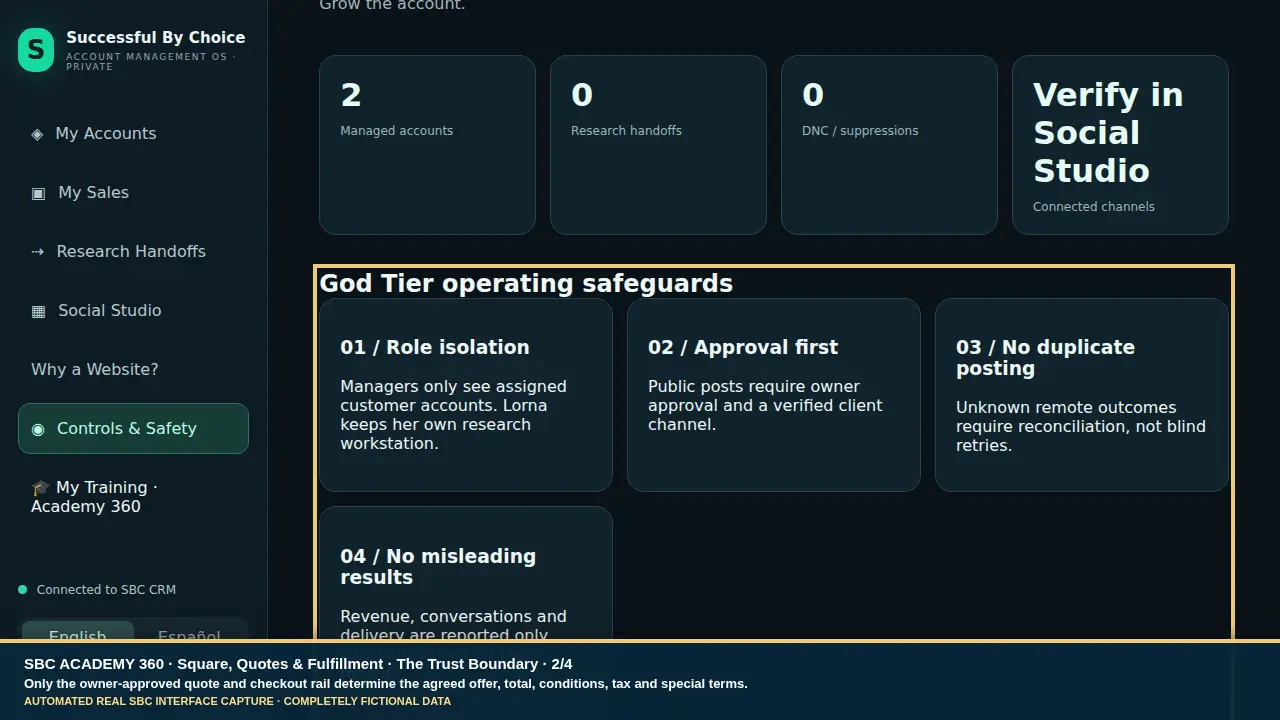 Grow the account.
S
Successful By Choice
ACCOUNT MANAGEMENT OS ·
PRIVATE
My Accounts
My Sales
Research Handoffs
Social Studio
Why a Website?
Controls & Safety
My Training ·
Academy 360
Connected to SBC CRM
English
Español
2
Managed accounts
0
Research handoffs
0
DNC / suppressions
Verify in
Social
Studio
Connected channels
God Tier operating safeguards
01 / Role isolation
Managers only see assigned
customer accounts. Lorna
keeps her own research
workstation.
02 / Approval first
Public posts require owner
approval and a verified client
channel.
03 / No duplicate
posting
Unknown remote outcomes
require reconciliation, not blind
retries.
04 / No misleading
results
Revenue, conversations and
delivery are reported only
SBC ACADEMY 360 · Square, Quotes & Fulfillment · The Trust Boundary · 2/4
Only the owner-approved quote and checkout rail determine the agreed offer, total, conditions, tax and special terms.
AUTOMATED REAL SBC INTERFACE CAPTURE · COMPLETELY FICTIONAL DATA